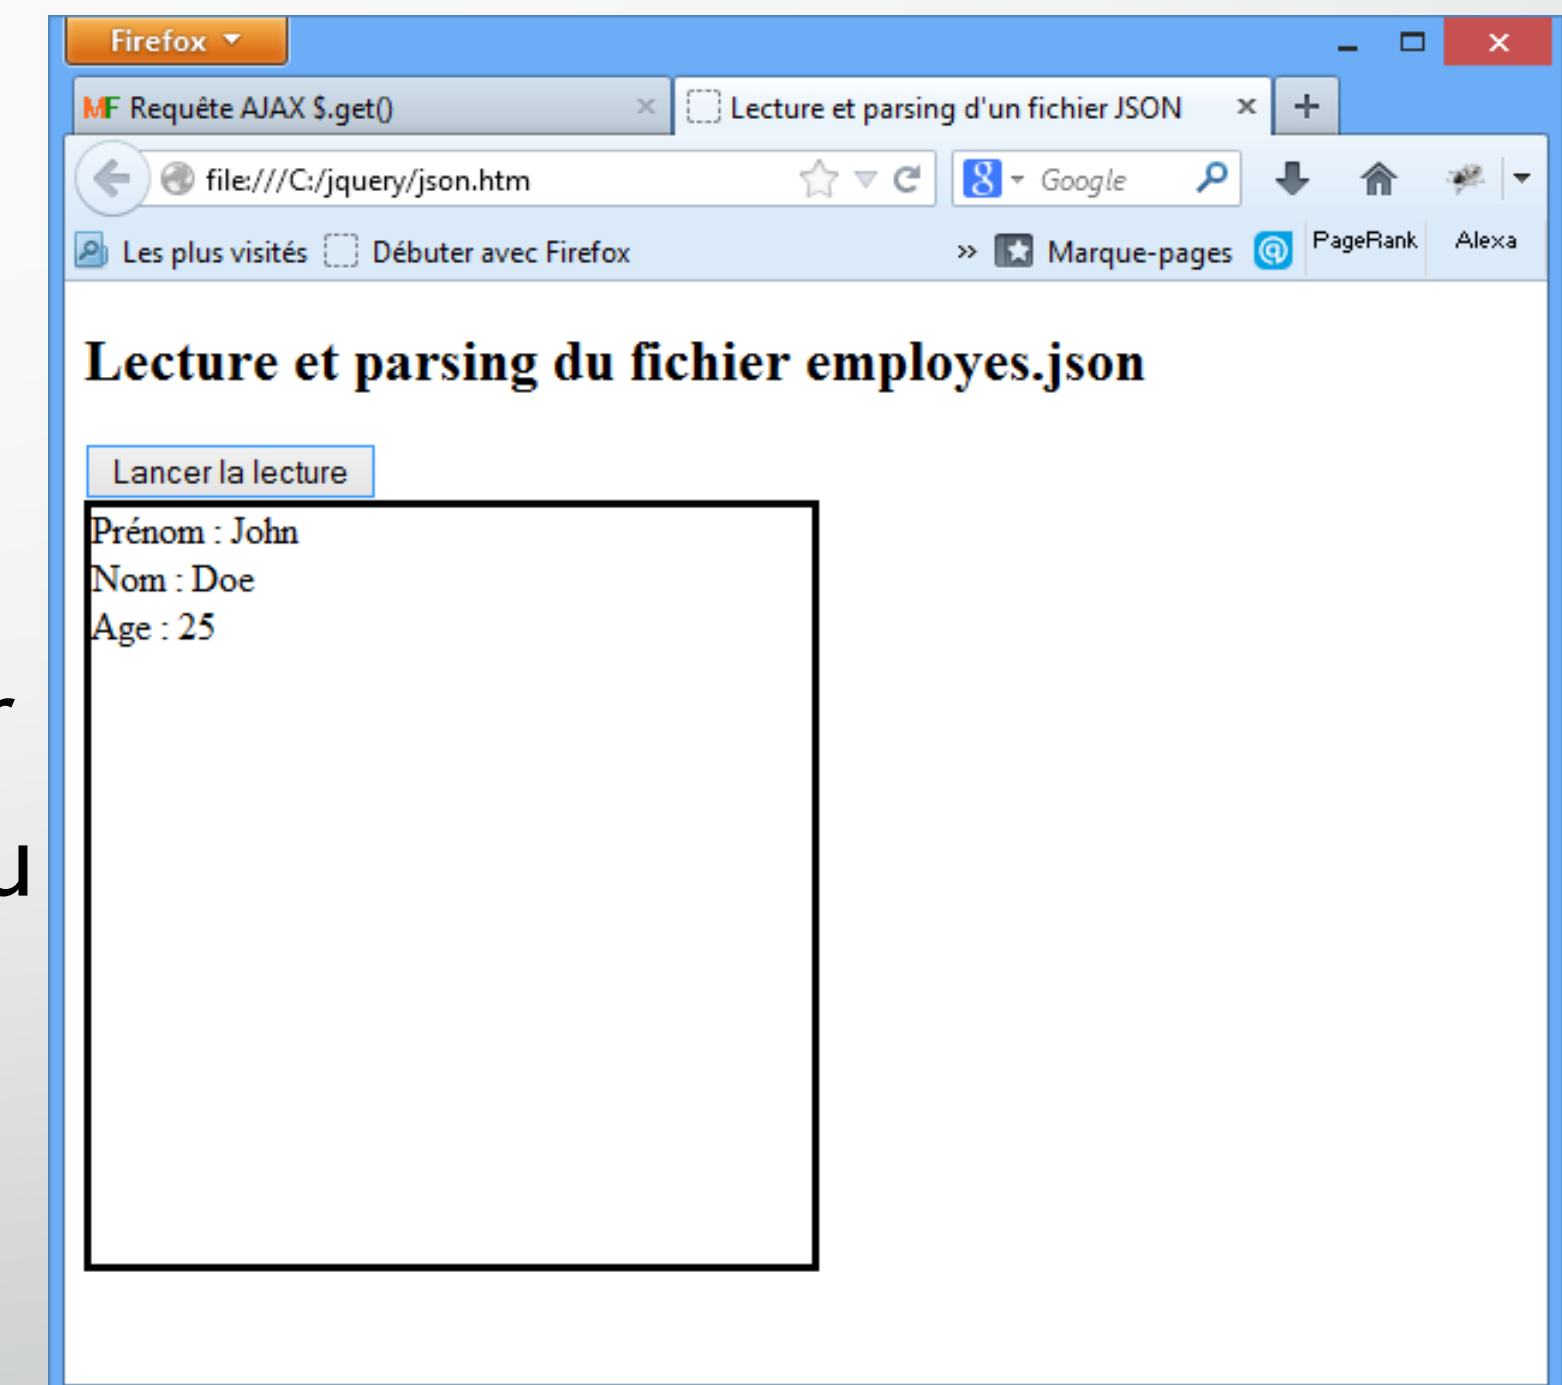 Firefox
MF Requête AJAX $.get()
Lecture et parsing d'un fichier JSON
file:///C:/jquery/json.htm
8 Google
Les plus visités
Débuter avec Firefox
» Marque-pages
PageRank
Alexa
Lecture et parsing du fichier employes.json
Lancer la lecture
Prénom : John
Nom : Doe
Age : 25
r
u